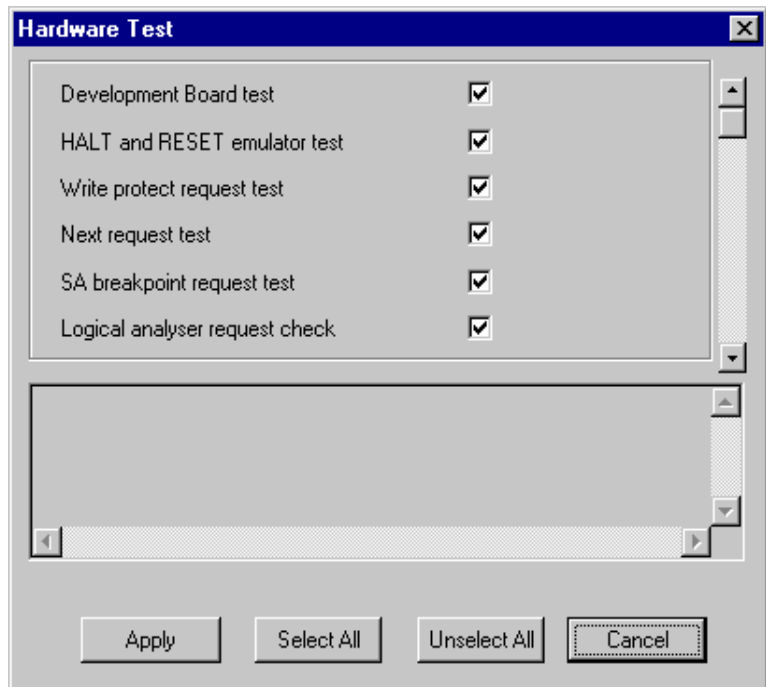 Hardware Test
Development Board test
HALT and RESET emulator test
Write protect request test
Next request test
SA breakpoint request test
Logical analyser request check
Apply
Select All
Unselect All
Cancel